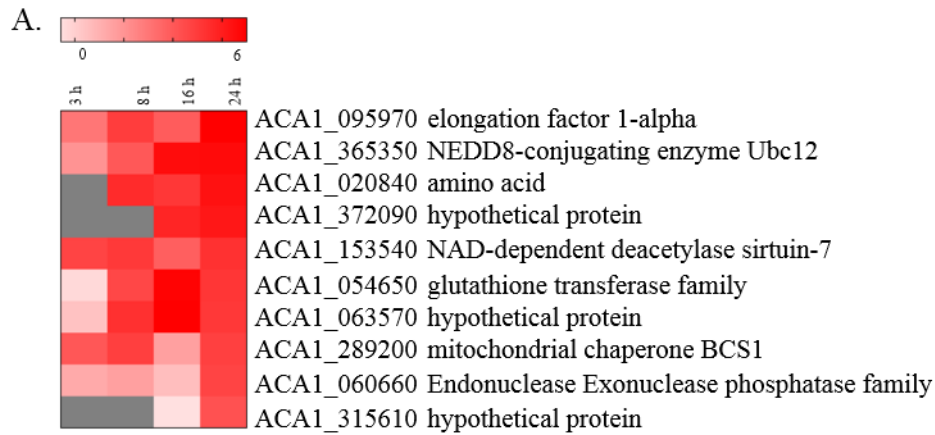 A.
0 6
3 h 8 h 16 h 24 h
ACA1_095970 elongation factor 1-alpha
ACA1_365350 NEDD8-conjugating enzyme Ubc12
ACA1_020840 amino acid
ACA1_372090 hypothetical protein
ACA1_153540 NAD-dependent deacetylase sirtuin-7
ACA1_054650 glutathione transferase family
ACA1_063570 hypothetical protein
ACA1_289200 mitochondrial chaperone BCS1
ACA1_060660 Endonuclease Exonuclease phosphatase family
ACA1_315610 hypothetical protein